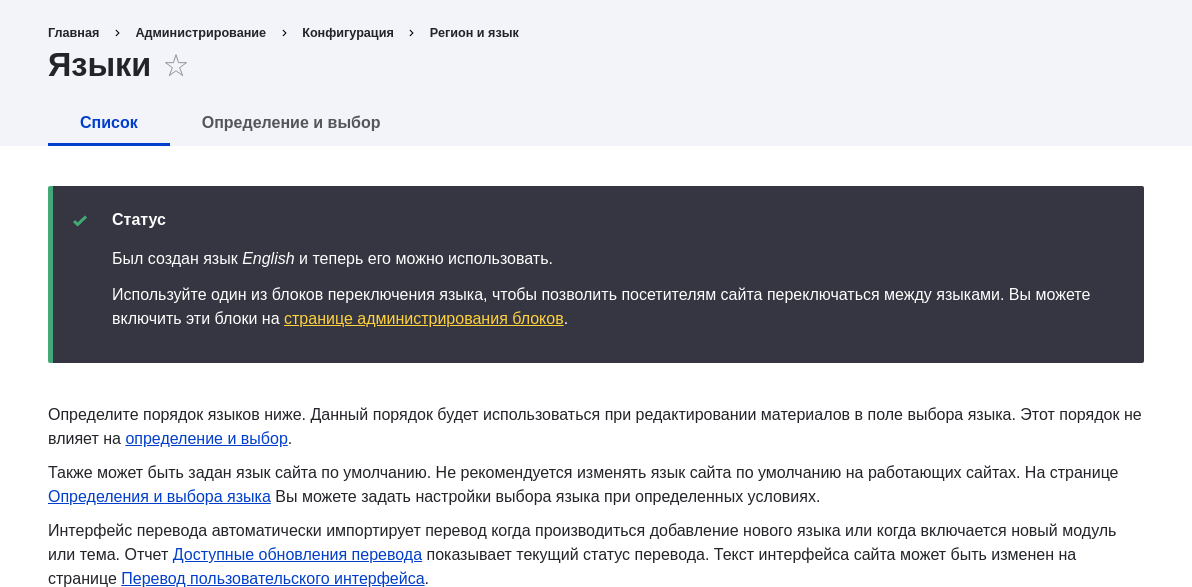 Главная › Администрирование › Конфигурация › Регион и язык
Языки
Список Определение и выбор
Статус
Был создан язык English и теперь его можно использовать.
Используйте один из блоков переключения языка, чтобы позволить посетителям сайта переключаться между языками. Вы можете
включить эти блоки на странице администрирования блоков.
Определите порядок языков ниже. Данный порядок будет использоваться при редактировании материалов в поле выбора языка. Этот порядок не
влияет на определение и выбор.
Также может быть задан язык сайта по умолчанию. Не рекомендуется изменять язык сайта по умолчанию на работающих сайтах. На странице
Определения и выбора языка Вы можете задать настройки выбора языка при определенных условиях.
Интерфейс перевода автоматически импортирует перевод когда производиться добавление нового языка или когда включается новый модуль
или тема. Отчет Доступные обновления перевода показывает текущий статус перевода. Текст интерфейса сайта может быть изменен на
странице Перевод пользовательского интерфейса.